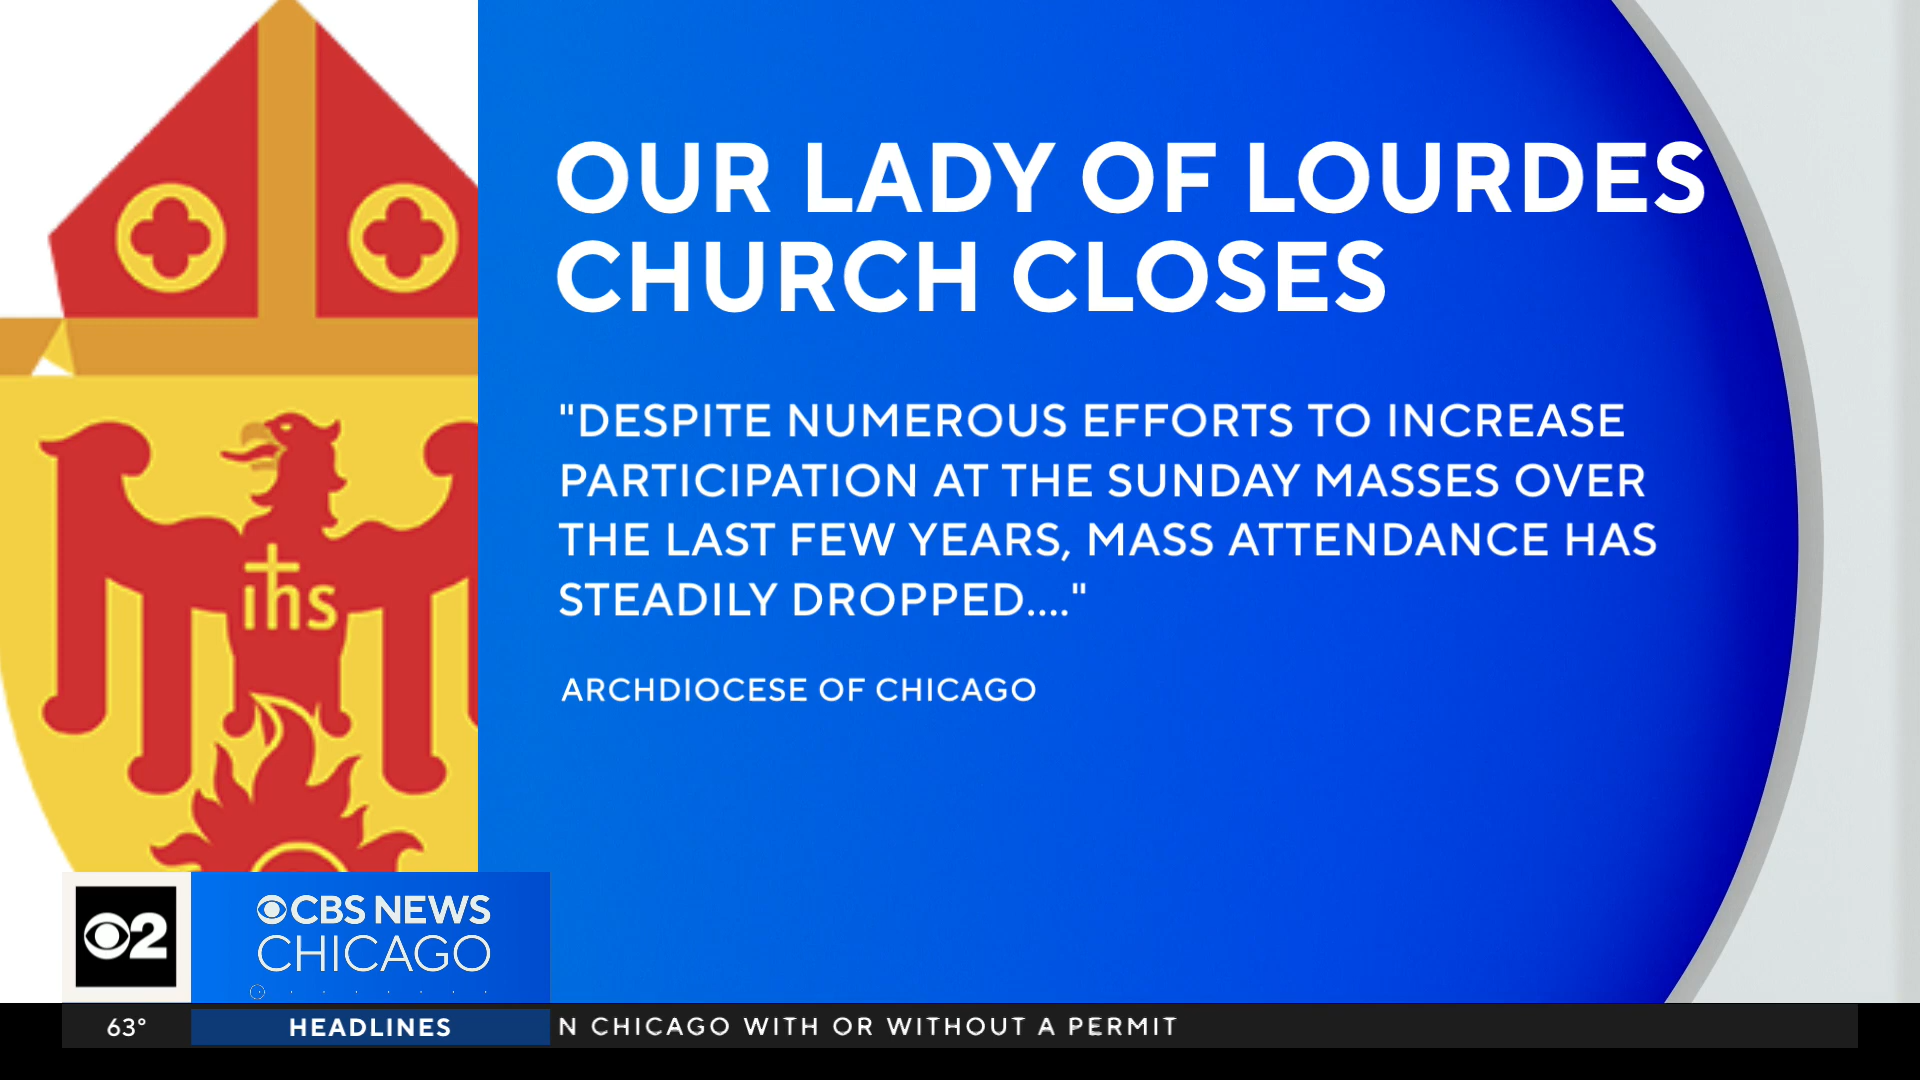 OUR LADY OF LOURDES
CHURCH CLOSES
"DESPITE NUMEROUS EFFORTS TO INCREASE
PARTICIPATION AT THE SUNDAY MASSES OVER
THE LAST FEW YEARS, MASS ATTENDANCE HAS
STEADILY DROPPED...."
ARCHDIOCESE OF CHICAGO
ihs
2
CBS NEWS
CHICAGO
63°
HEADLINES
N CHICAGO WITH OR WITHOUT A PERMIT